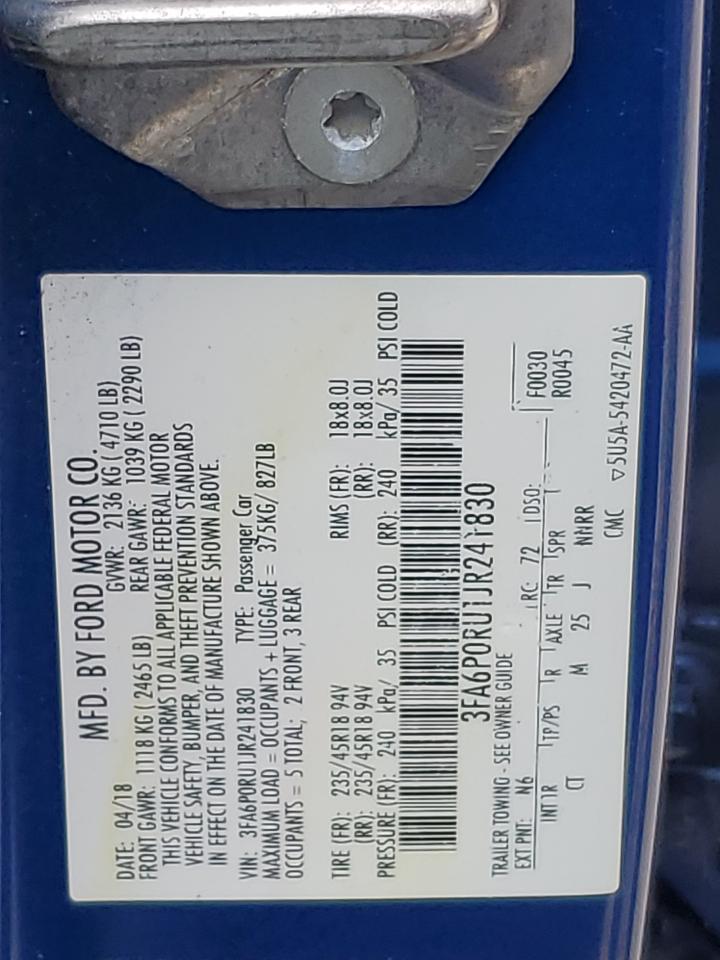 MFD. BY FORD MOTOR CO.
DATE: 04/18 GVWR: 2136 KG (4710 LB)
FRONT GAWR: 1118 KG (2465 LB) REAR GAWR: 1039 KG (2290 LB)
THIS VEHICLE CONFORMS TO ALL APPLICABLE FEDERAL MOTOR
VEHICLE SAFETY, BUMPER, AND THEFT PREVENTION STANDARDS
IN EFFECT ON THE DATE OF MANUFACTURE SHOWN ABOVE.
VIN: 3FA6P0RU1JR241830 TYPE: Passenger Car
MAXIMUM LOAD = OCCUPANTS + LUGGAGE = 375KG/ 827LB
OCCUPANTS = 5 TOTAL; 2 FRONT, 3 REAR
TIRE (FR): 235/45R18 94V RIMS (FR): 18x8.0J
(RR): 235/45R18 94V (RR): 18x8.0J
PRESSURE (FR): 240 kPa/ 35 PSI COLD (RR): 240 kPa/ 35 PSI COLD
3FA6P0RU1JR241830
TRAILER TOWING - SEE OWNER GUIDE
EXT PNT: N6 RC: 72 DSO: F0030
INT TR TP/PS R AXLE TR SPR R0045
CT M 25 J NHRR
CMC ▽5U5A-5420472-AA